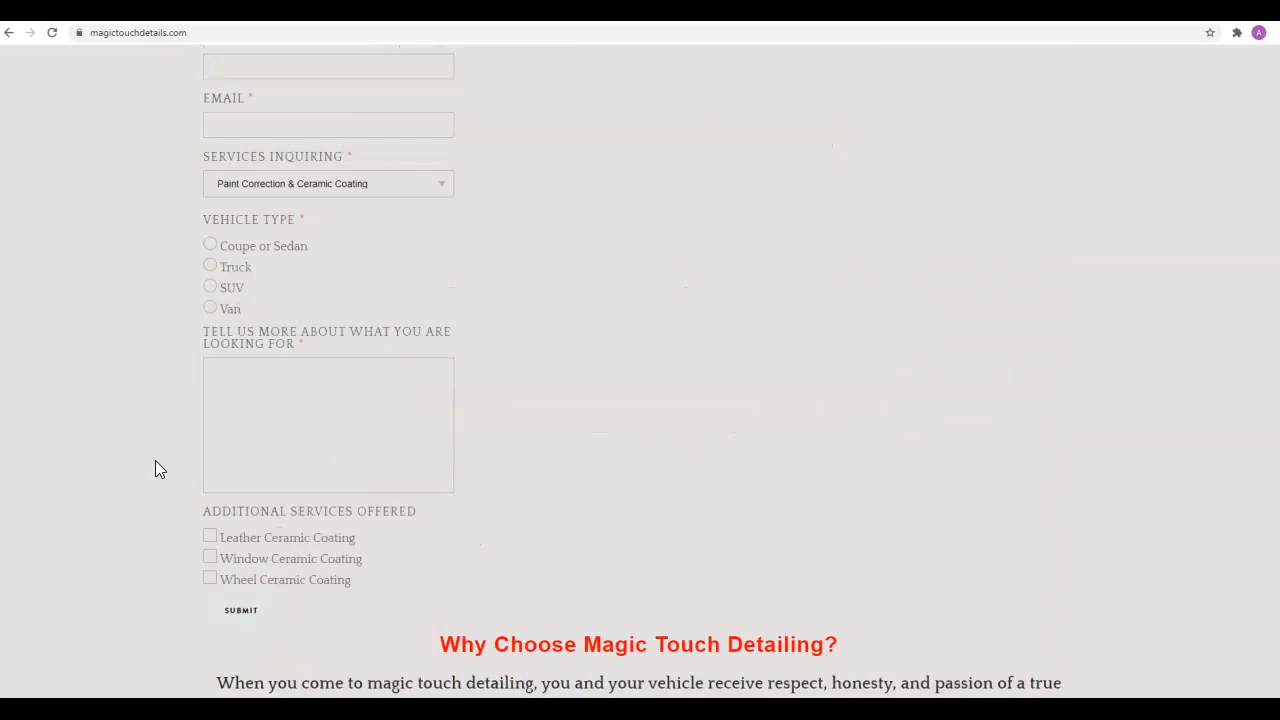 magictouchdetails.com
A
EMAIL *
SERVICES INQUIRING *
Paint Correction & Ceramic Coating
VEHICLE TYPE *
Coupe or Sedan
Truck
SUV
Van
TELL US MORE ABOUT WHAT YOU ARE
LOOKING FOR *
ADDITIONAL SERVICES OFFERED
Leather Ceramic Coating
Window Ceramic Coating
Wheel Ceramic Coating
SUBMIT
Why Choose Magic Touch Detailing?
When you come to magic touch detailing, you and your vehicle receive respect, honesty, and passion of a true